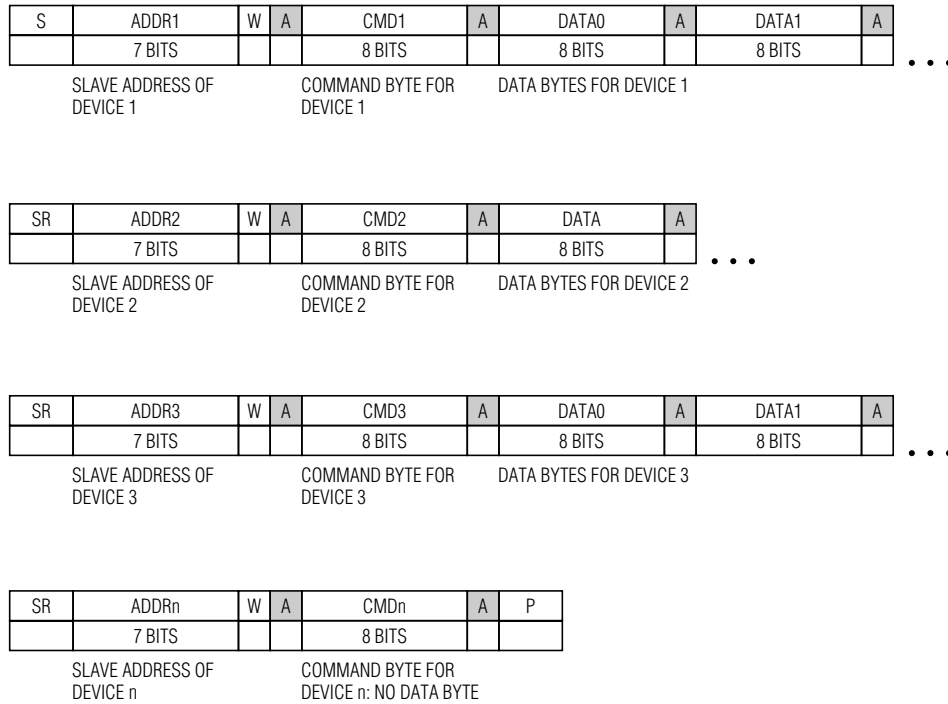 S ADDR1 W A CMD1 A DATA0 A DATA1 A
7 BITS 8 BITS 8 BITS 8 BITS
SLAVE ADDRESS OF DEVICE 1
COMMAND BYTE FOR DEVICE 1
DATA BYTES FOR DEVICE 1
• • •
SR ADDR2 W A CMD2 A DATA A
7 BITS 8 BITS 8 BITS
SLAVE ADDRESS OF DEVICE 2
COMMAND BYTE FOR DEVICE 2
DATA BYTES FOR DEVICE 2
• • •
SR ADDR3 W A CMD3 A DATA0 A DATA1 A
7 BITS 8 BITS 8 BITS 8 BITS
SLAVE ADDRESS OF DEVICE 3
COMMAND BYTE FOR DEVICE 3
DATA BYTES FOR DEVICE 3
• • •
SR ADDRn W A CMDn A P
7 BITS 8 BITS
SLAVE ADDRESS OF DEVICE n
COMMAND BYTE FOR DEVICE n: NO DATA BYTE